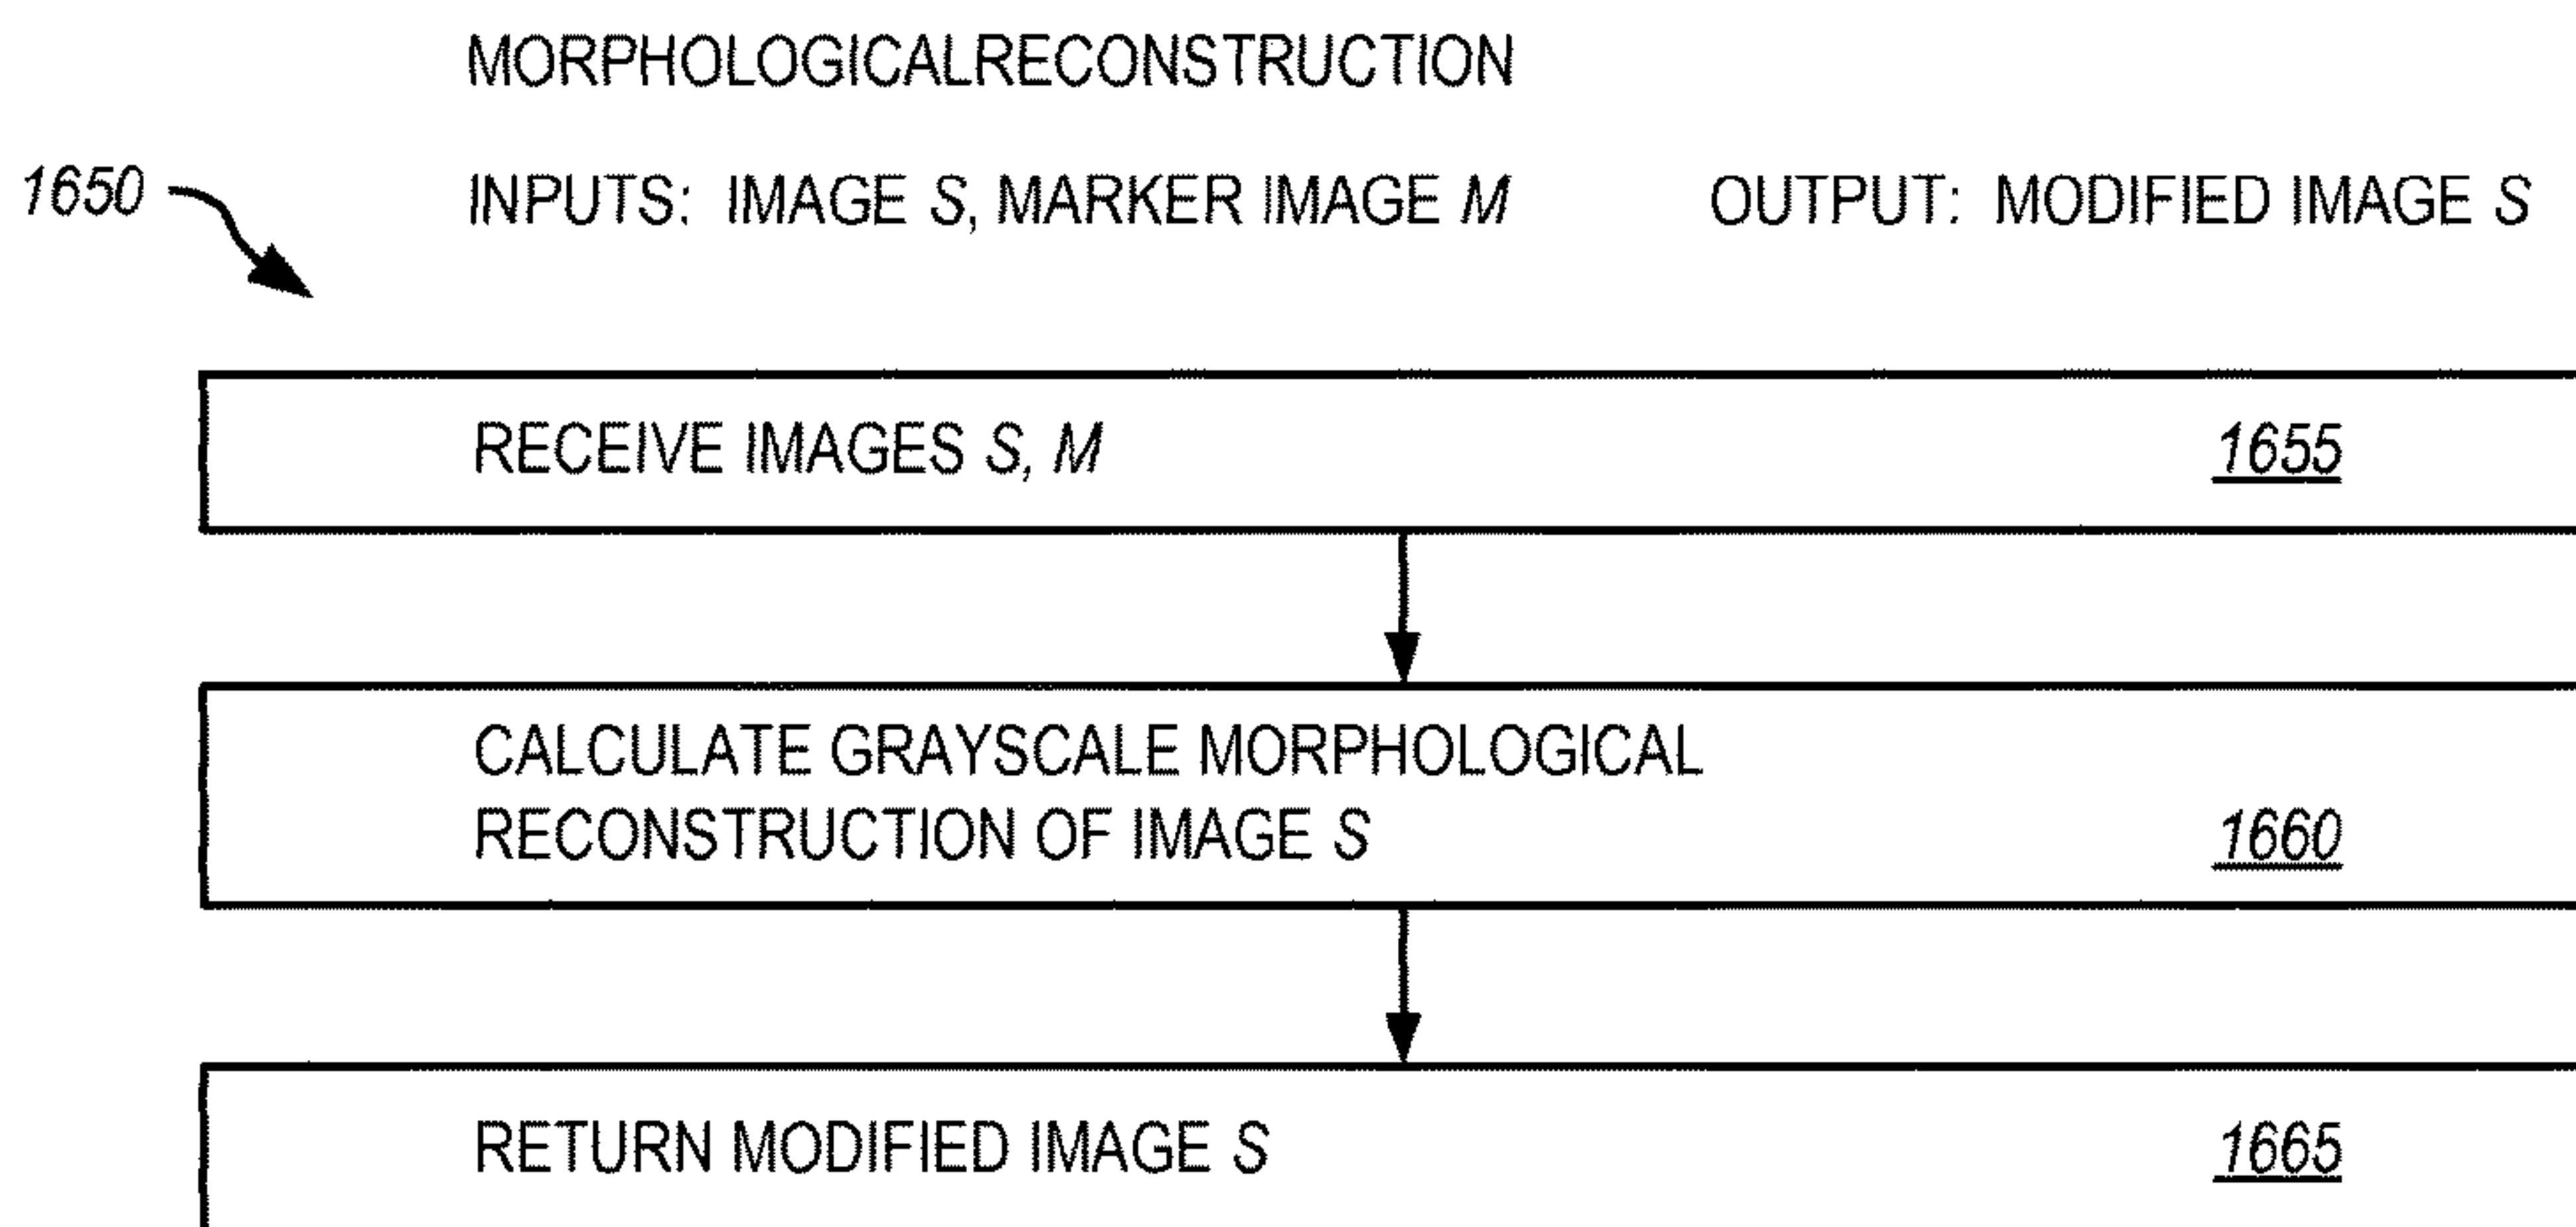 MORPHOLOGICALRECONSTRUCTION
1650
INPUTS: IMAGE S, MARKER IMAGE M OUTPUT: MODIFIED IMAGE S
RECEIVE IMAGES S, M 1655
CALCULATE GRAYSCALE MORPHOLOGICAL
RECONSTRUCTION OF IMAGE S 1660
RETURN MODIFIED IMAGE S 1665